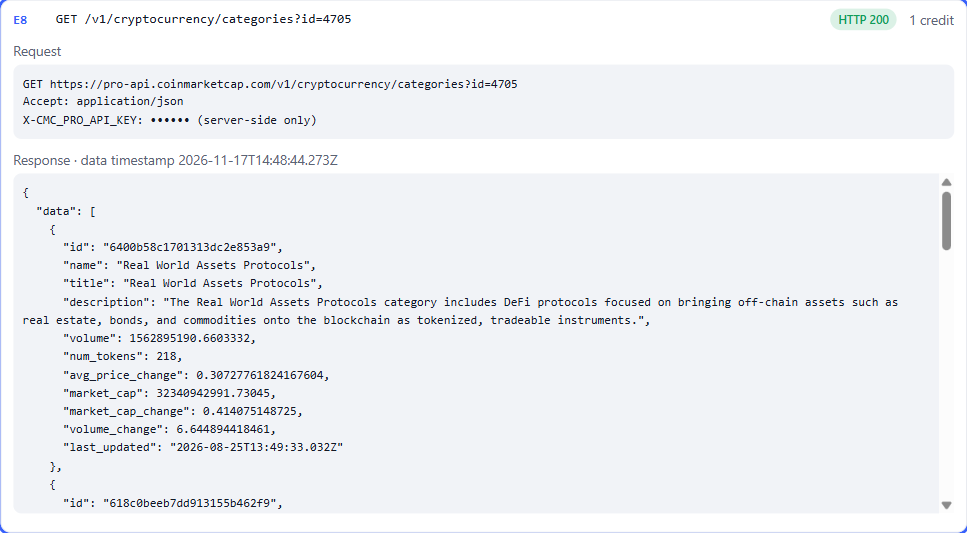 E8 GET /v1/cryptocurrency/categories?id=4705 HTTP 200 1 credit
Request
GET https://pro-api.coinmarketcap.com/v1/cryptocurrency/categories?id=4705
Accept: application/json
X-CMC_PRO_API_KEY: •••••• (server-side only)
Response · data timestamp 2026-11-17T14:48:44.273Z
{
  "data": [
    {
      "id": "6400b58c1701313dc2e853a9",
      "name": "Real World Assets Protocols",
      "title": "Real World Assets Protocols",
      "description": "The Real World Assets Protocols category includes DeFi protocols focused on bringing off-chain assets such as
real estate, bonds, and commodities onto the blockchain as tokenized, tradeable instruments.",
      "volume": 1562895190.6603332,
      "num_tokens": 218,
      "avg_price_change": 0.30727761824167604,
      "market_cap": 32340942991.73045,
      "market_cap_change": 0.414075148725,
      "volume_change": 6.644894418461,
      "last_updated": "2026-08-25T13:49:33.032Z"
    },
    {
      "id": "618c0beeb7dd913155b462f9",